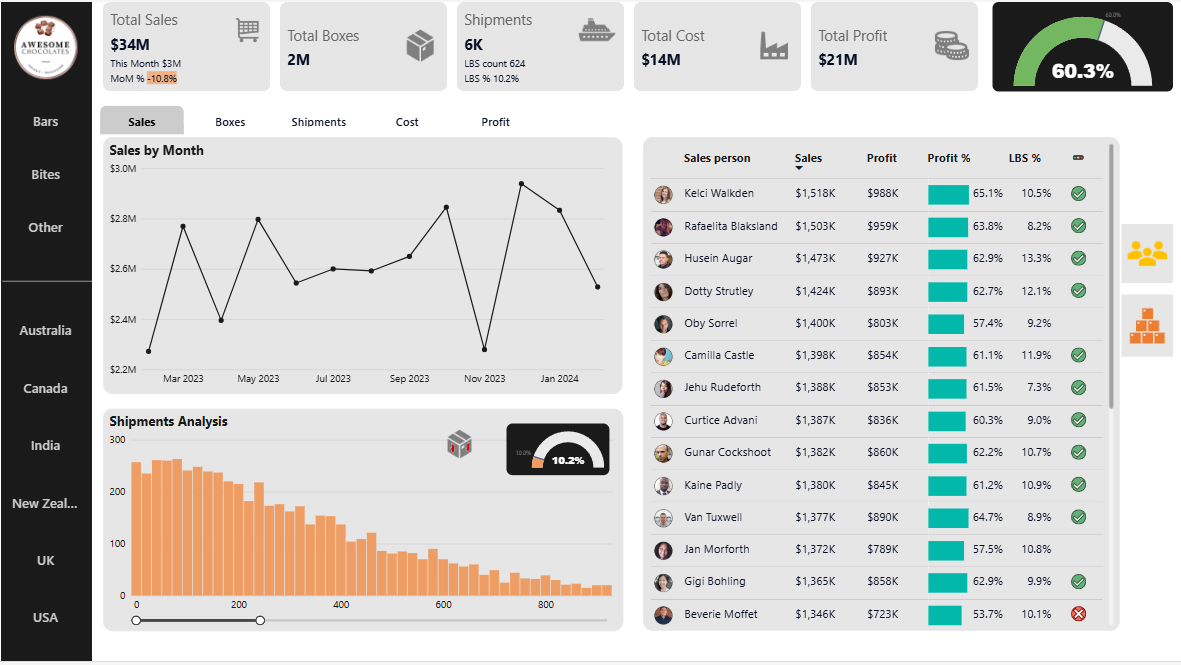 AWESOME
CHOCOLATES
Bars
Bites
Other
Australia
Canada
India
New Zeal...
UK
USA
Total Sales
$34M
This Month $3M
MoM % -10.8%
Total Boxes
2M
Shipments
6K
LBS count 624
LBS % 10.2%
Total Cost
$14M
Total Profit
$21M
60.0%
60.3%
Sales Boxes Shipments Cost Profit
Sales by Month
$3.0M
$2.8M
$2.6M
$2.4M
$2.2M
Mar 2023 May 2023 Jul 2023 Sep 2023 Nov 2023 Jan 2024
Shipments Analysis
10.0%
10.2%
300
200
100
0
0 200 400 600 800
Sales person Sales Profit Profit % LBS %
Kelci Walkden $1,518K $988K 65.1% 10.5%
Rafaelita Blaksland $1,503K $959K 63.8% 8.2%
Husein Augar $1,473K $927K 62.9% 13.3%
Dotty Strutley $1,424K $893K 62.7% 12.1%
Oby Sorrel $1,400K $803K 57.4% 9.2%
Camilla Castle $1,398K $854K 61.1% 11.9%
Jehu Rudeforth $1,388K $853K 61.5% 7.3%
Curtice Advani $1,387K $836K 60.3% 9.0%
Gunar Cockshoot $1,382K $860K 62.2% 10.7%
Kaine Padly $1,380K $845K 61.2% 10.9%
Van Tuxwell $1,377K $890K 64.7% 8.9%
Jan Morforth $1,372K $789K 57.5% 10.8%
Gigi Bohling $1,365K $858K 62.9% 9.9%
Beverie Moffet $1,346K $723K 53.7% 10.1%